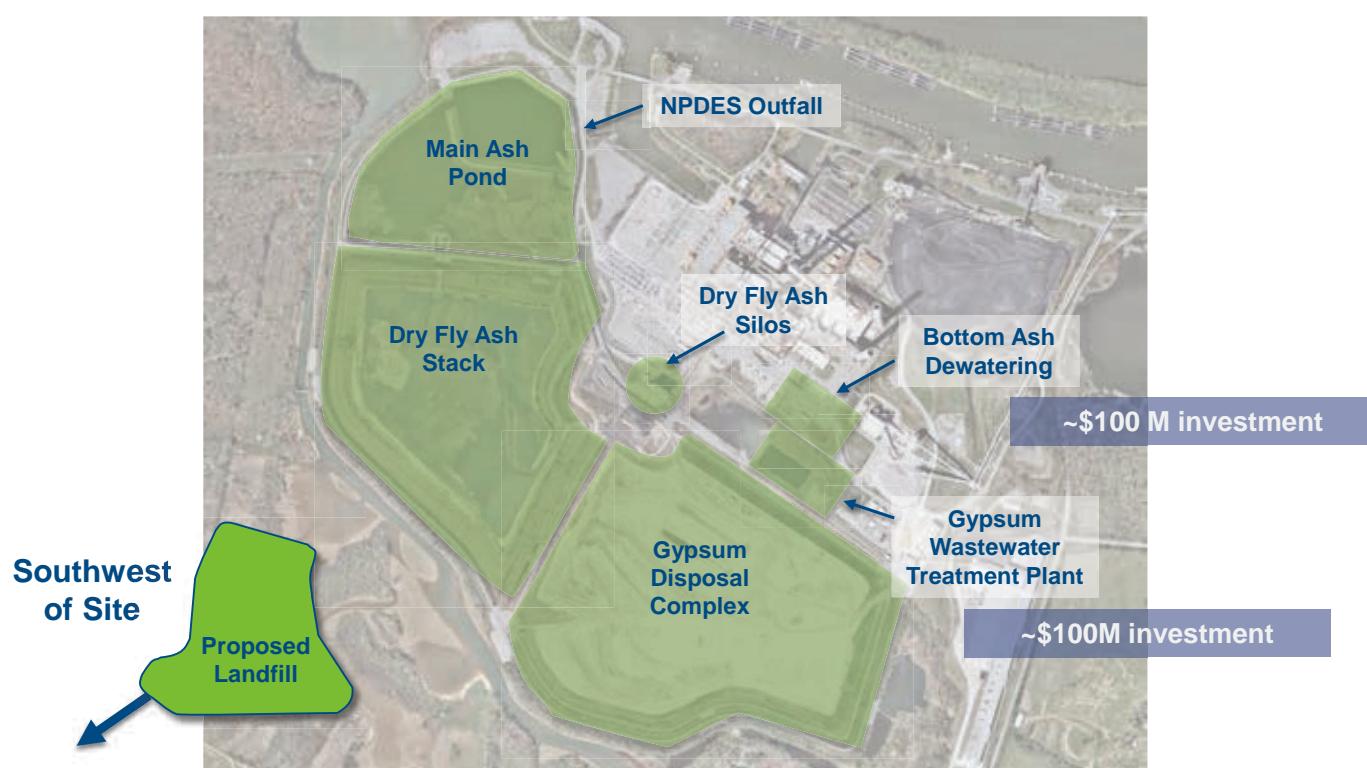 NPDES Outfall
Main Ash
Pond
Dry Fly Ash
Silos
Dry Fly Ash
Stack
Bottom Ash
Dewatering
~$100 M investment
Gypsum
Wastewater
Treatment Plant
Gypsum
Disposal
Complex
Southwest
of Site
~$100M investment
Proposed
Landfill